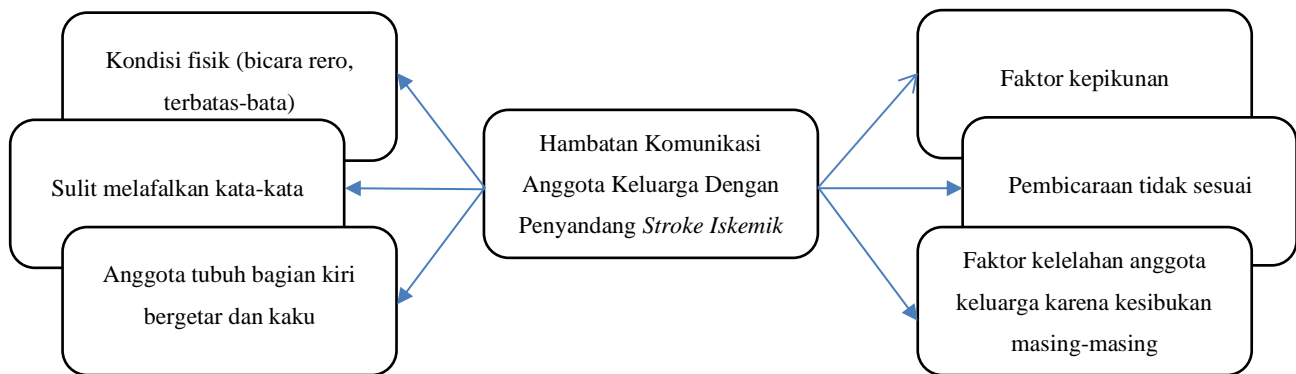 Kondisi fisik (bicara rero,
terbatas-bata)
Sulit melafalkan kata-kata
Anggota tubuh bagian kiri
bergetar dan kaku
Hambatan Komunikasi
Anggota Keluarga Dengan
Penyandang Stroke Iskemik
Faktor kepikunan
Pembicaraan tidak sesuai
Faktor kelelahan anggota
keluarga karena kesibukan
masing-masing